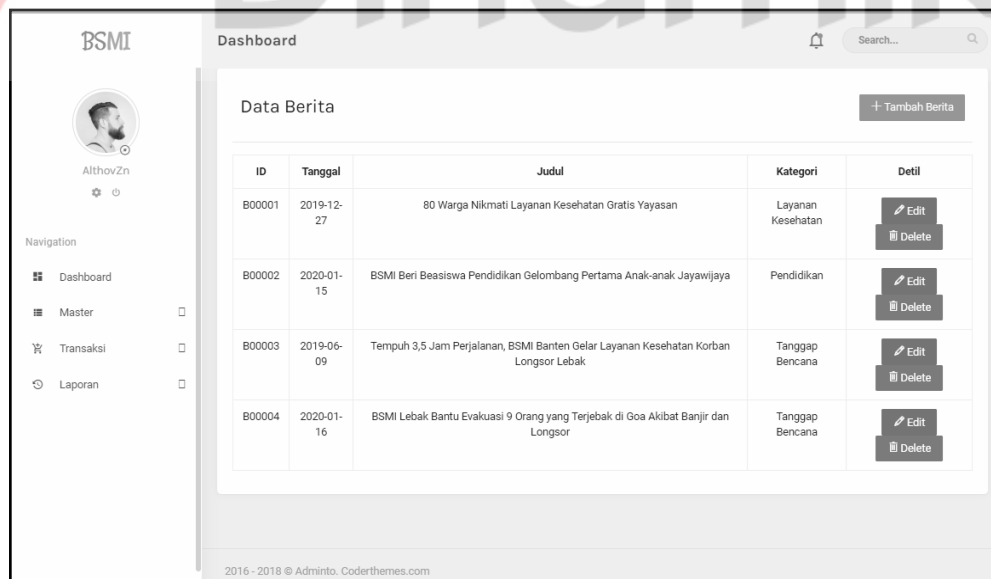 BSMI
Dashboard
Search...
AlthovZn
Navigation
Dashboard
Master
Transaksi
Laporan
Data Berita
+ Tambah Berita
ID Tanggal Judul Kategori Detil
B00001 2019-12- 80 Warga Nikmati Layanan Kesehatan Gratis Yayasan Layanan Edit
27 Kesehatan Delete
B00002 2020-01- BSMI Beri Beasiswa Pendidikan Gelombang Pertama Anak-anak Jayawijaya Pendidikan Edit
15 Delete
B00003 2019-06- Tempuh 3,5 Jam Perjalanan, BSMI Banten Gelar Layanan Kesehatan Korban Tanggap Edit
09 Longsor Lebak Bencana Delete
B00004 2020-01- BSMI Lebak Bantu Evakuasi 9 Orang yang Terjebak di Goa Akibat Banjir dan Tanggap Edit
16 Longsor Bencana Delete
2016 - 2018 © Adminto. Coderthemes.com